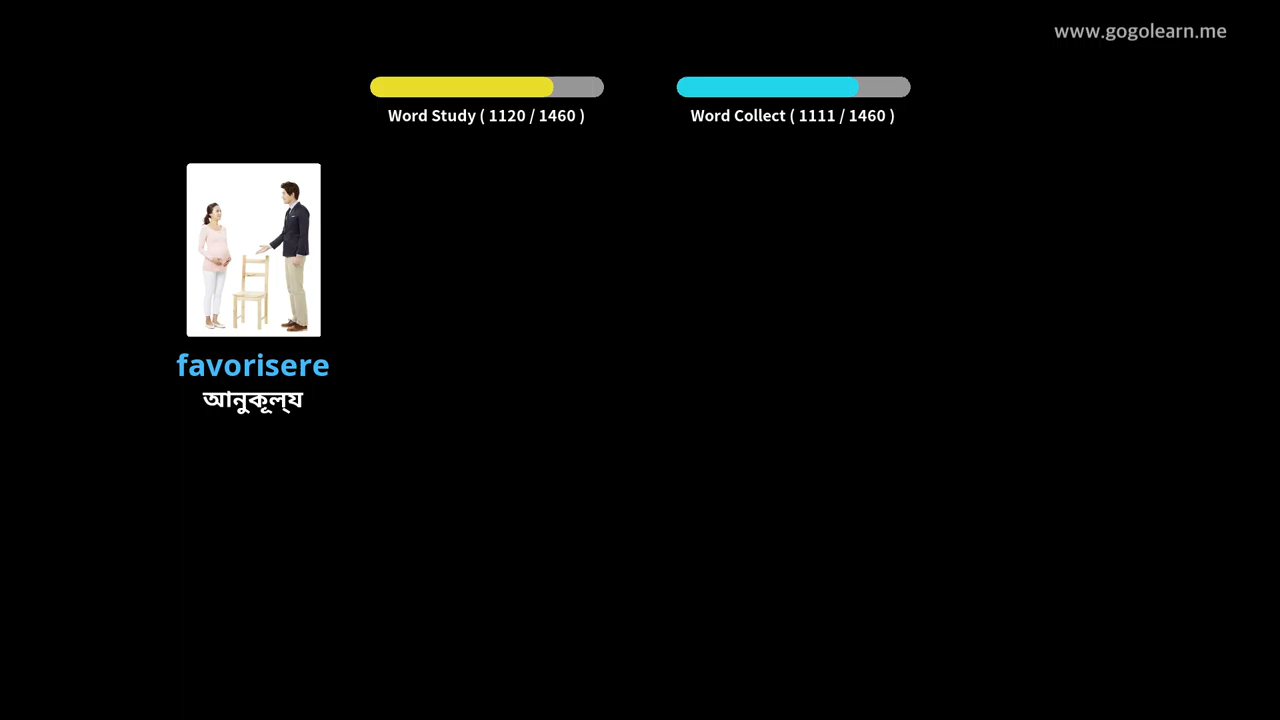 www.gogolearn.me
Word Study ( 1120 / 1460 )
Word Collect ( 1111 / 1460 )
favorisere
আনুকূল্য